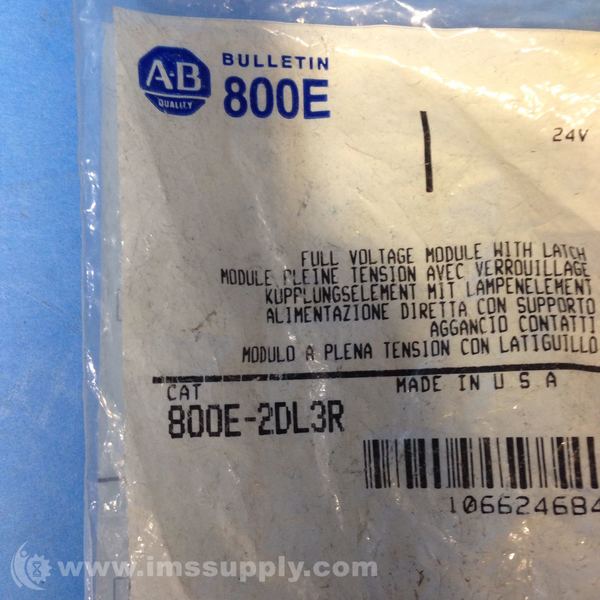 A-B
QUALITY
BULLETIN
800E
24V
FULL VOLTAGE MODULE WITH LATCH
MODULE PLEINE TENSION AVEC VERROUILLAGE
KUPPLUNGSELEMENT MIT LAMPENELEMENT
ALIMENTAZIONE DIRETTA CON SUPPORTO
AGGANCIO CONTATTI
MODULO A PLENA TENSION CON LATIGUILLO
CAT
MADE IN U S A
800E-2DL3R
106624684
www.imssupply.com